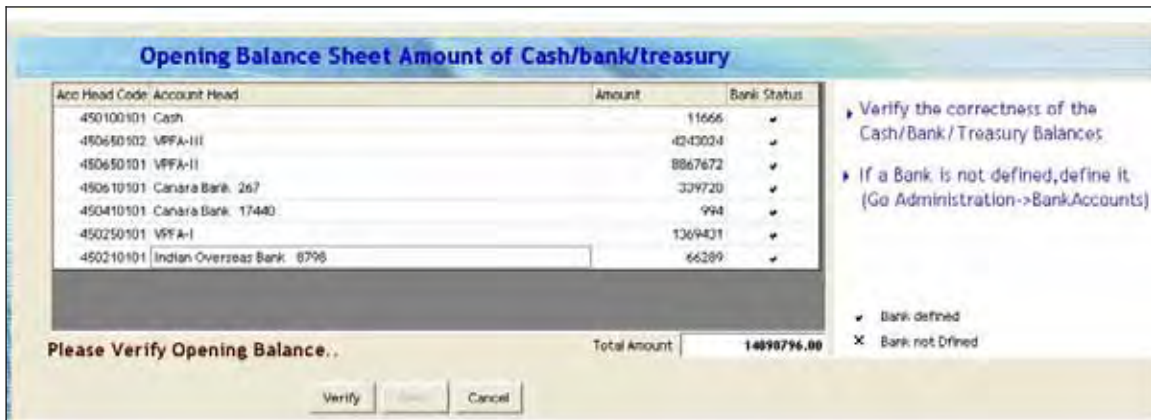 Opening Balance Sheet Amount of Cash/bank/treasury
Acc Head Code Account Head Amount Bank Status
450100101 Cash 11666 ✔
450650102 VPFA-III 4243024 ✔
450650101 VPFA-II 8867672 ✔
450610101 Canara Bank 267 339720 ✔
450410101 Canara Bank 17440 994 ✔
450250101 VPFA-I 1369431 ✔
450210101 Indian Overseas Bank 8798 66289 ✔
Please Verify Opening Balance..
Total Amount 14898796.00
Verify Cancel
Verify the correctness of the
Cash/Bank/Treasury Balances
If a Bank is not defined,define it
(Go Administration->BankAccounts)
✔ Bank defined
✕ Bank not Dfined